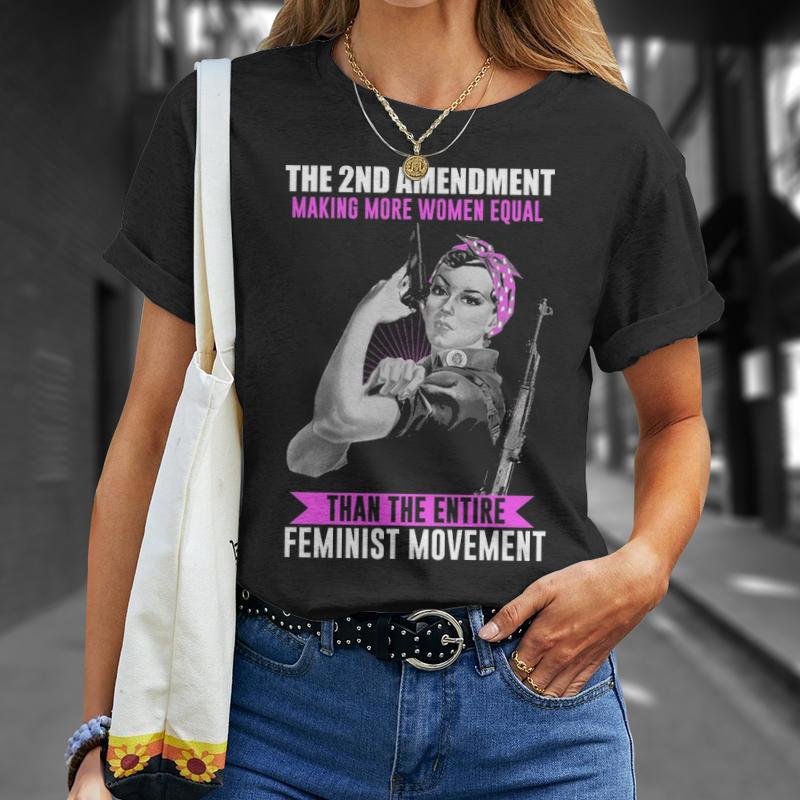 THE 2ND AMENDMENT
MAKING MORE WOMEN EQUAL
THAN THE ENTIRE
FEMINIST MOVEMENT